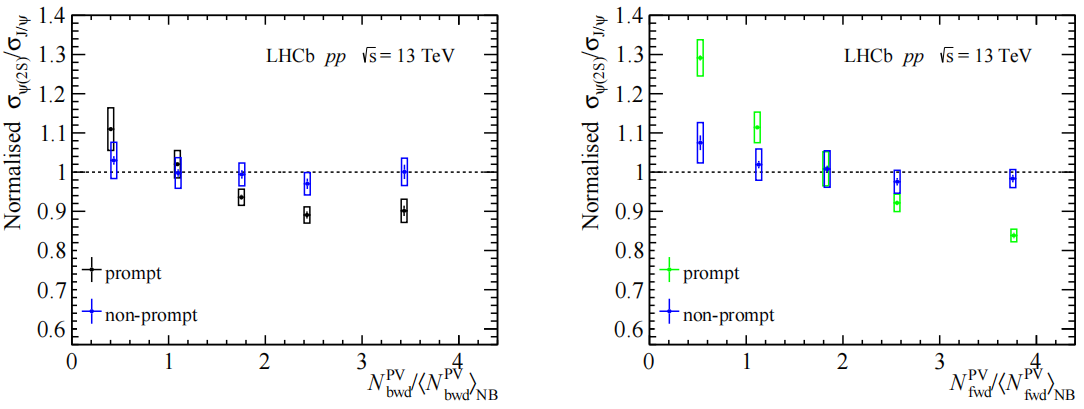 Normalised σψ(2S)/σJ/ψ
1.4
1.3
1.2
1.1
1
0.9
0.8
0.7
0.6
LHCb pp √s = 13 TeV
prompt
non-prompt
0 1 2 3 4
N^PV_bwd/⟨N^PV_bwd⟩_NB
Normalised σψ(2S)/σJ/ψ
1.4
1.3
1.2
1.1
1
0.9
0.8
0.7
0.6
LHCb pp √s = 13 TeV
prompt
non-prompt
0 1 2 3 4
N^PV_fwd/⟨N^PV_fwd⟩_NB